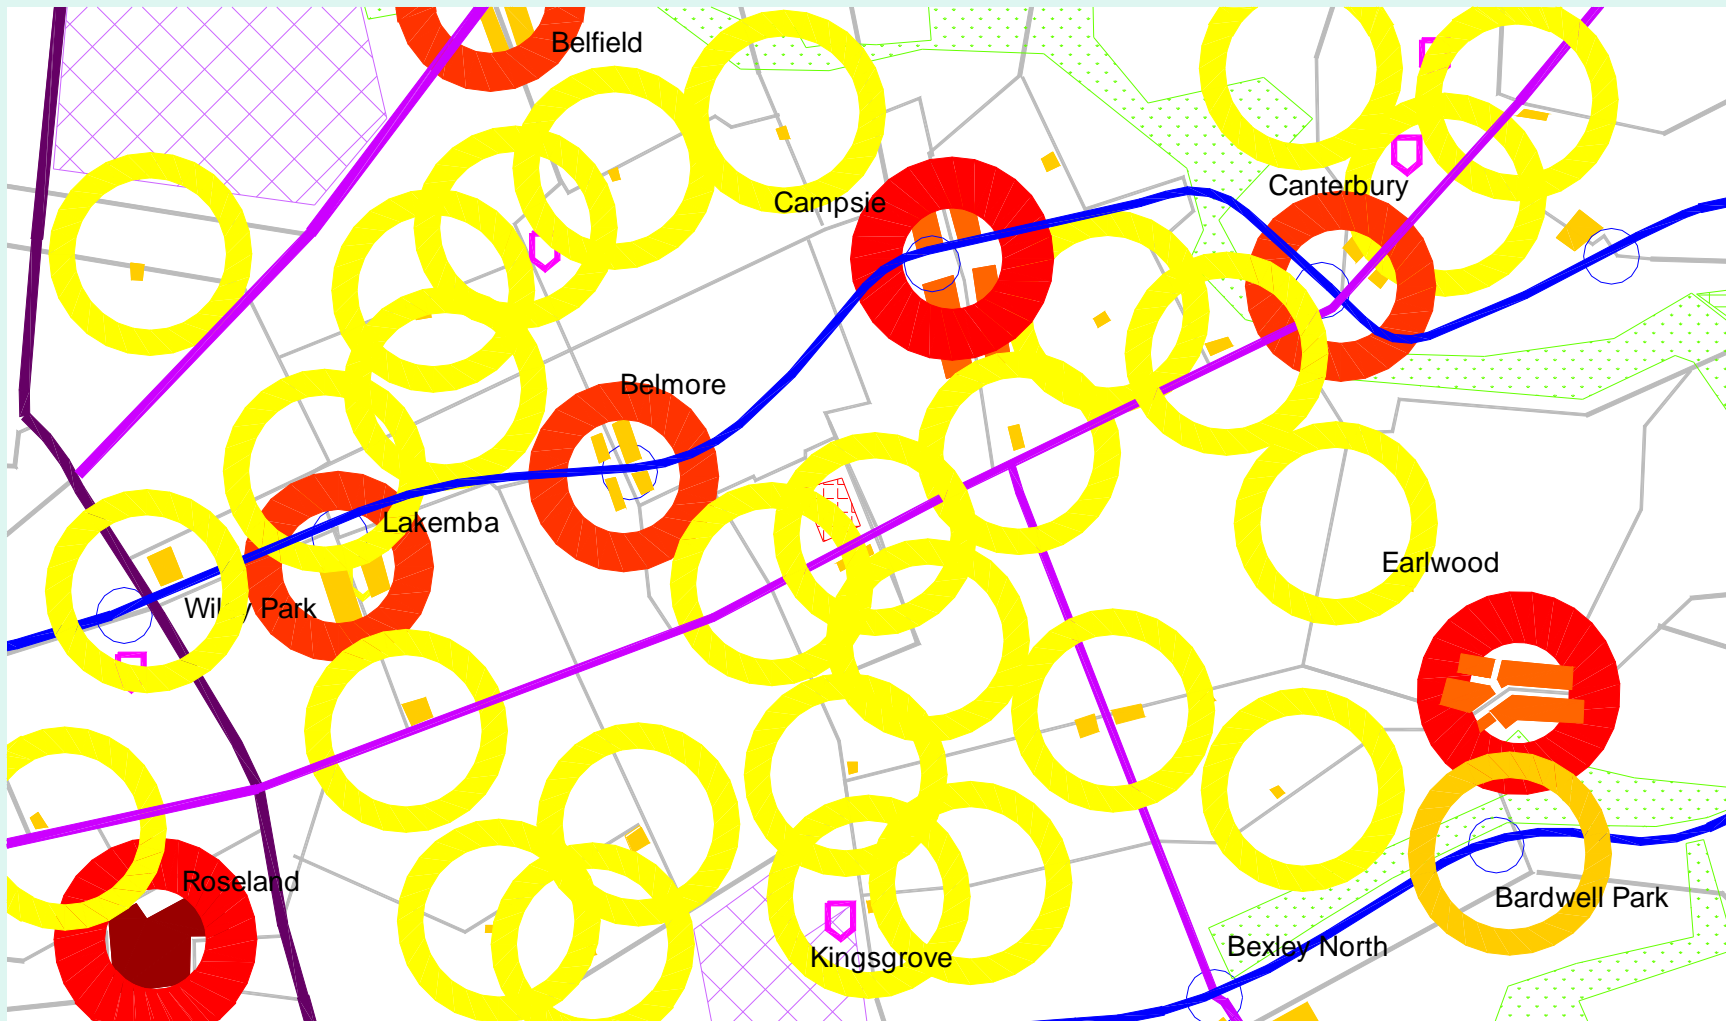 Belfield
Canterbury
Campsie
Belmore
Lakemba
Earlwood
Park
Roseland
Bardwell Park
Bexley North
Kingsgrove